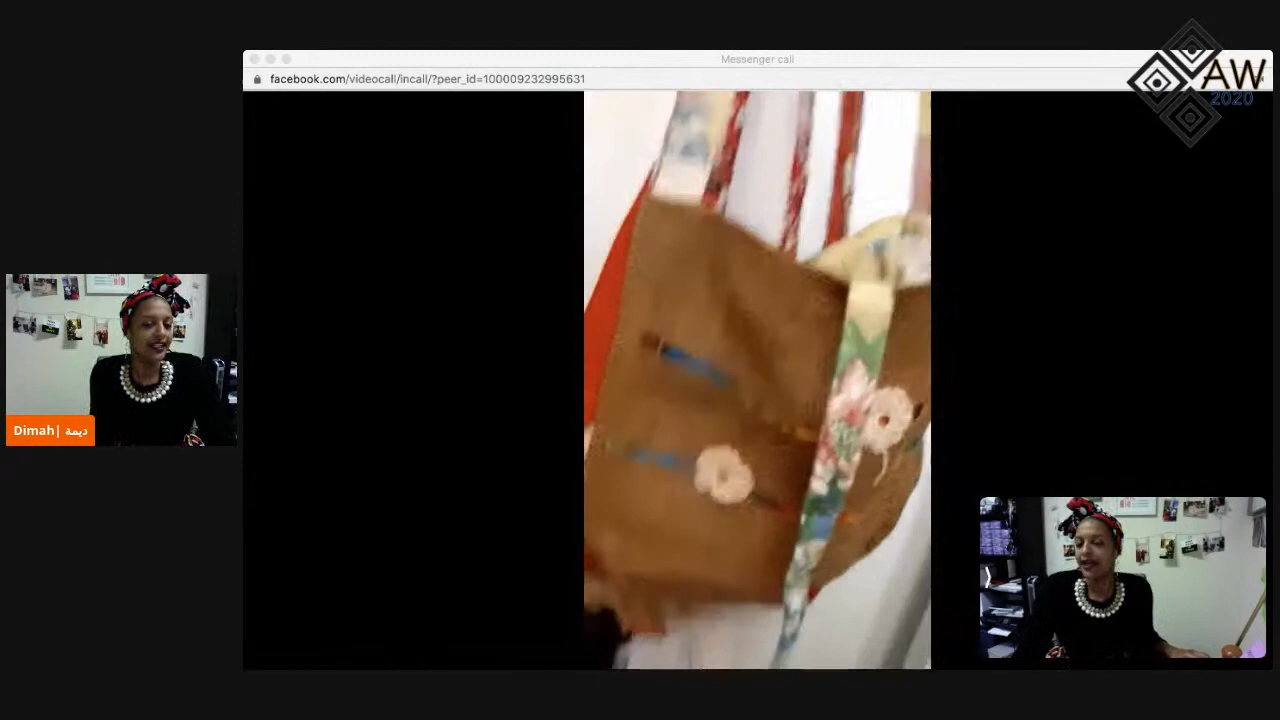 Messenger call
facebook.com/videocall/incall/?peer_id=100009232995631
AW
2020
Dimah| ديمة